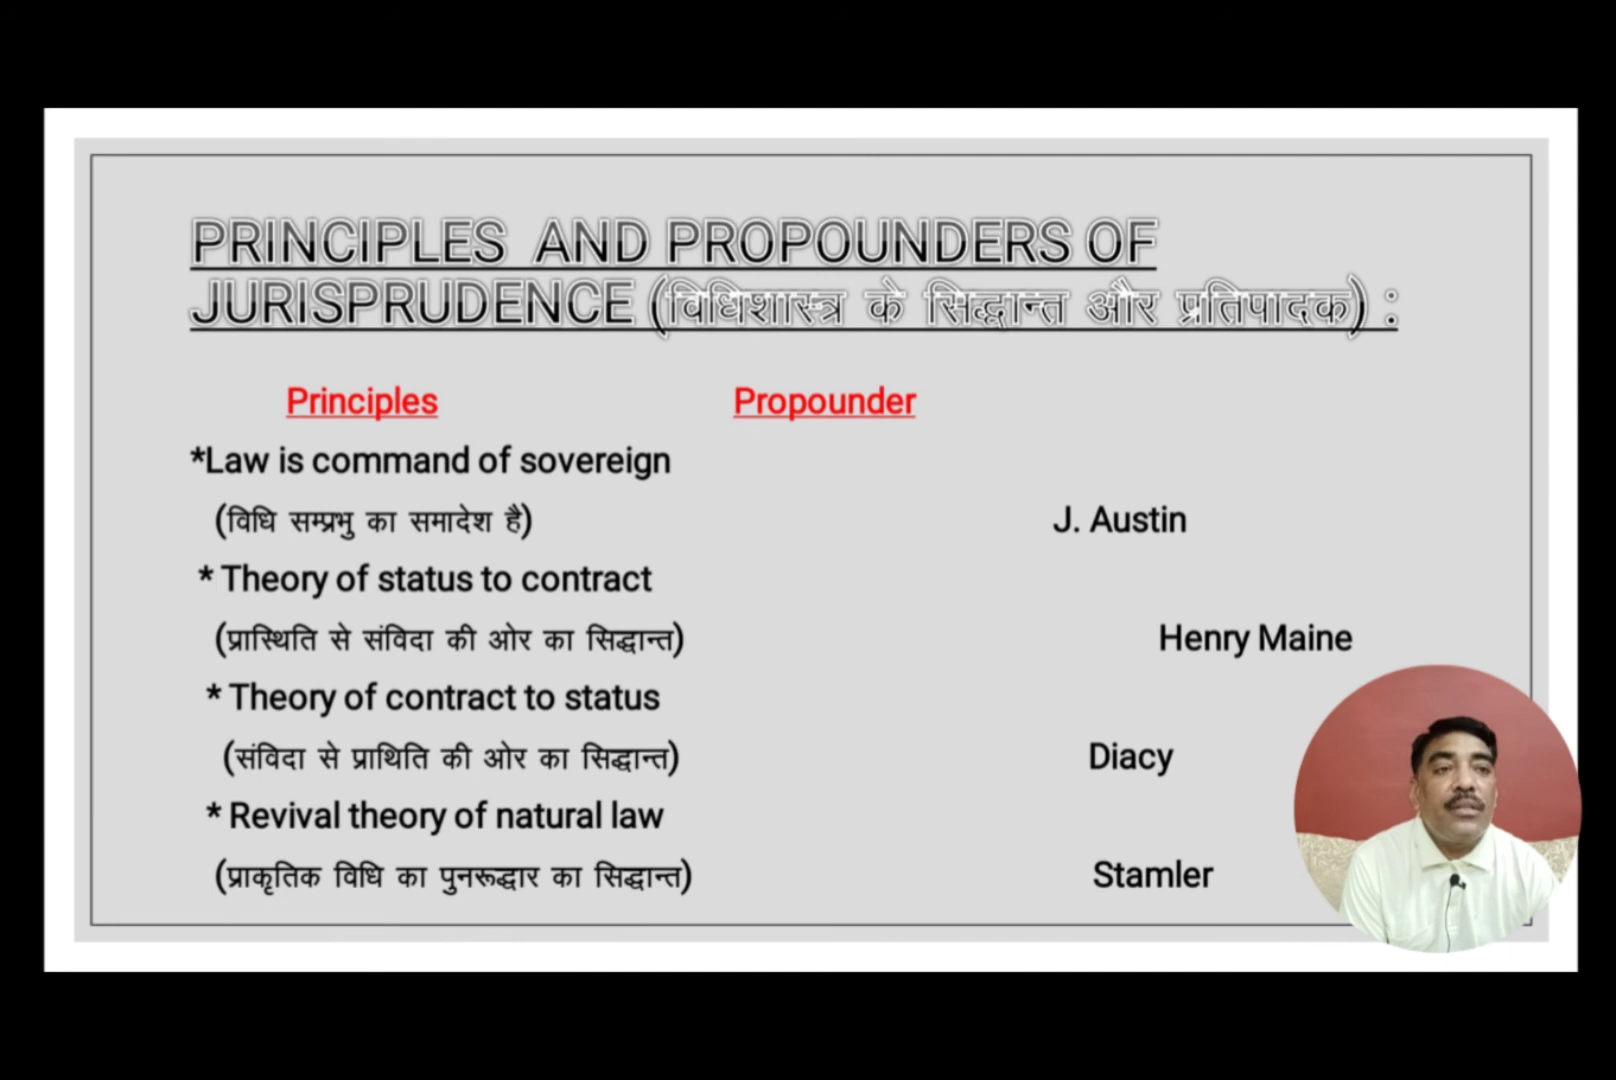 PRINCIPLES AND PROPOUNDERS OF
JURISPRUDENCE (विधिशास्त्र के सिद्धान्त और प्रतिपादक) :
Principles Propounder
*Law is command of sovereign
(विधि सम्प्रभु का समादेश है) J. Austin
* Theory of status to contract
(प्रास्थिति से संविदा की ओर का सिद्धान्त) Henry Maine
* Theory of contract to status
(संविदा से प्राथिति की ओर का सिद्धान्त) Diacy
* Revival theory of natural law
(प्राकृतिक विधि का पुनरूद्धार का सिद्धान्त) Stamler